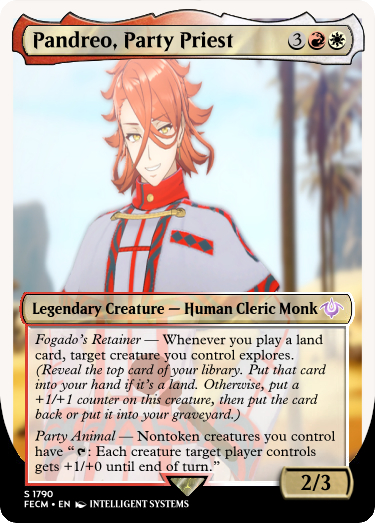 Pandreo, Party Priest 3
Legendary Creature — Human Cleric Monk
Fogado's Retainer — Whenever you play a land
card, target creature you control explores.
(Reveal the top card of your library. Put that card
into your hand if it's a land. Otherwise, put a
+1/+1 counter on this creature, then put the card
back or put it into your graveyard.)
Party Animal — Nontoken creatures you control
have “: Each creature target player controls
gets +1/+0 until end of turn.”
2/3
S 1790
FECM • EN INTELLIGENT SYSTEMS